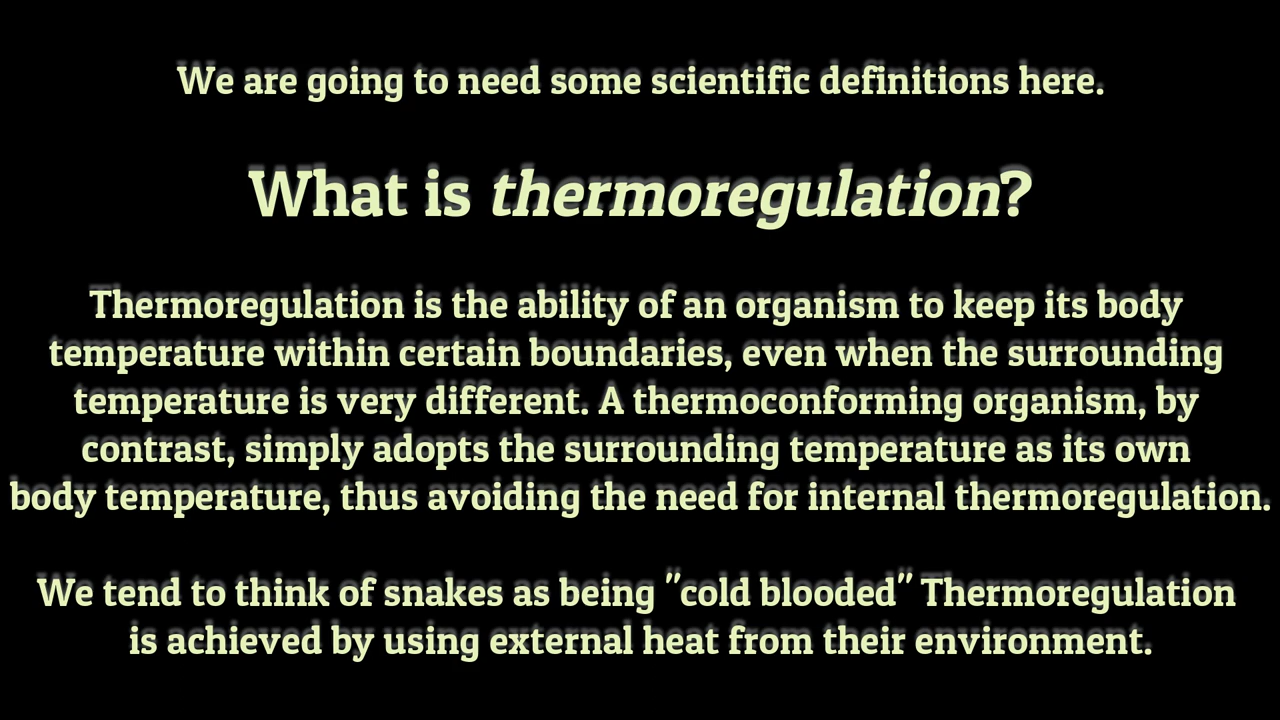 We are going to need some scientific definitions here.
What is thermoregulation?
Thermoregulation is the ability of an organism to keep its body
temperature within certain boundaries, even when the surrounding
temperature is very different. A thermoconforming organism, by
contrast, simply adopts the surrounding temperature as its own
body temperature, thus avoiding the need for internal thermoregulation.
We tend to think of snakes as being "cold blooded" Thermoregulation
is achieved by using external heat from their environment.